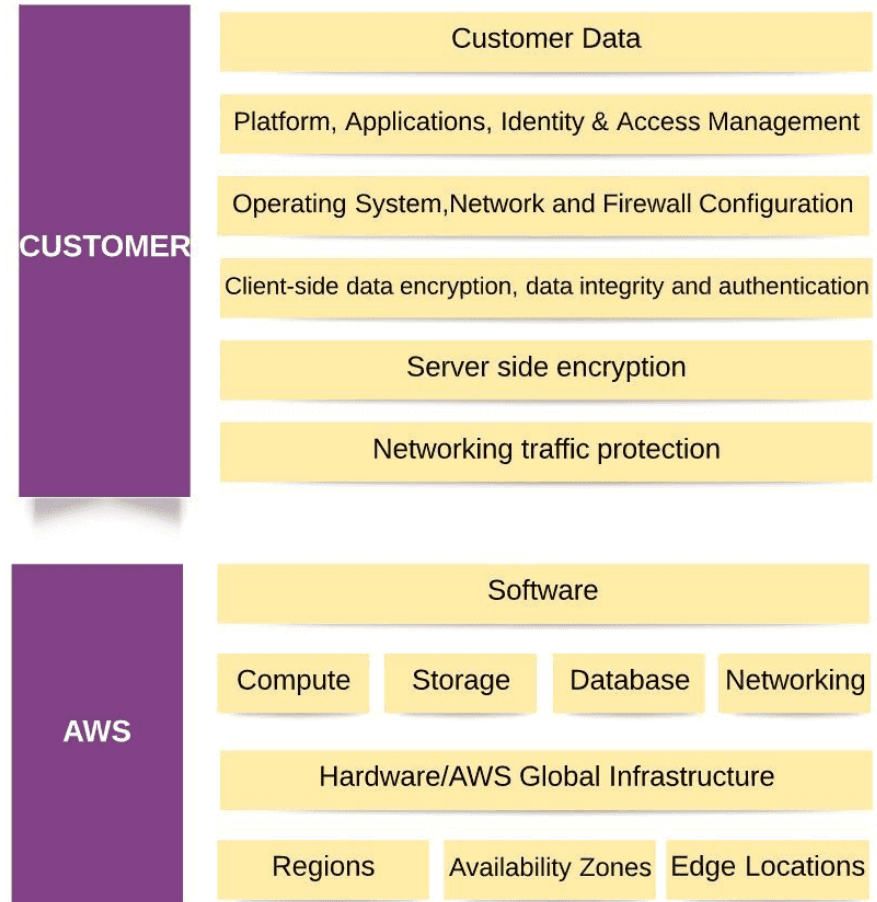 CUSTOMER
Customer Data
Platform, Applications, Identity & Access Management
Operating System,Network and Firewall Configuration
Client-side data encryption, data integrity and authentication
Server side encryption
Networking traffic protection
AWS
Software
Compute
Storage
Database
Networking
Hardware/AWS Global Infrastructure
Regions
Availability Zones
Edge Locations